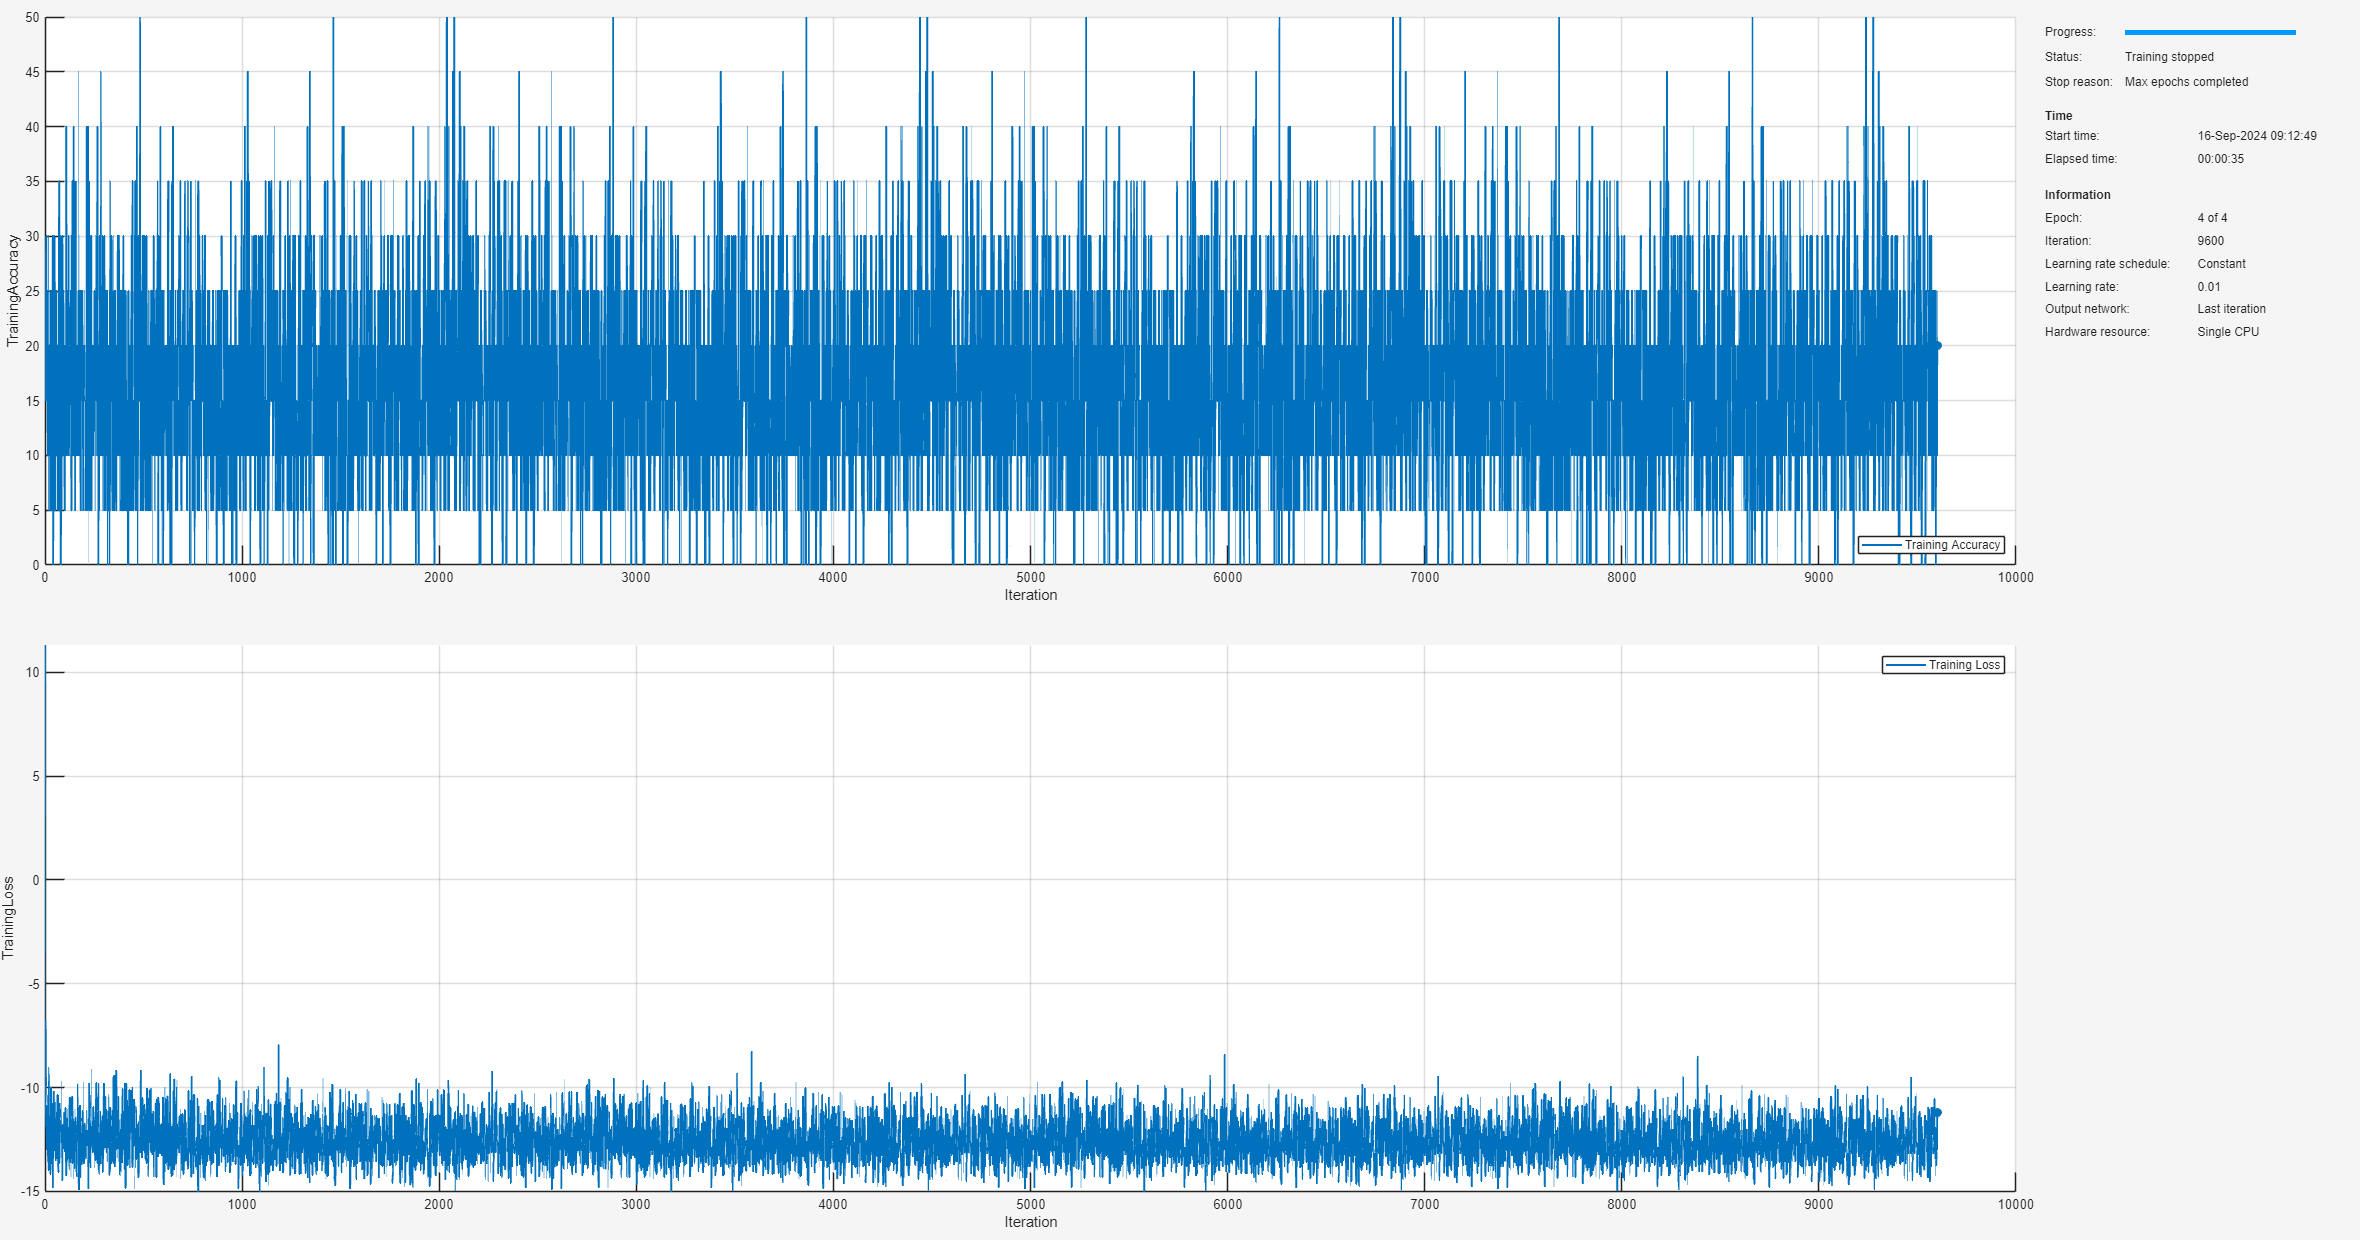 50
45
40
35
30
25
20
15
10
5
0
TrainingAccuracy
0 1000 2000 3000 4000 5000 6000 7000 8000 9000 10000
Iteration
Training Accuracy
10
5
0
-5
-10
-15
TrainingLoss
0 1000 2000 3000 4000 5000 6000 7000 8000 9000 10000
Iteration
Training Loss
Progress:
Status: Training stopped
Stop reason: Max epochs completed
Time
Start time: 16-Sep-2024 09:12:49
Elapsed time: 00:00:35
Information
Epoch: 4 of 4
Iteration: 9600
Learning rate schedule: Constant
Learning rate: 0.01
Output network: Last iteration
Hardware resource: Single CPU